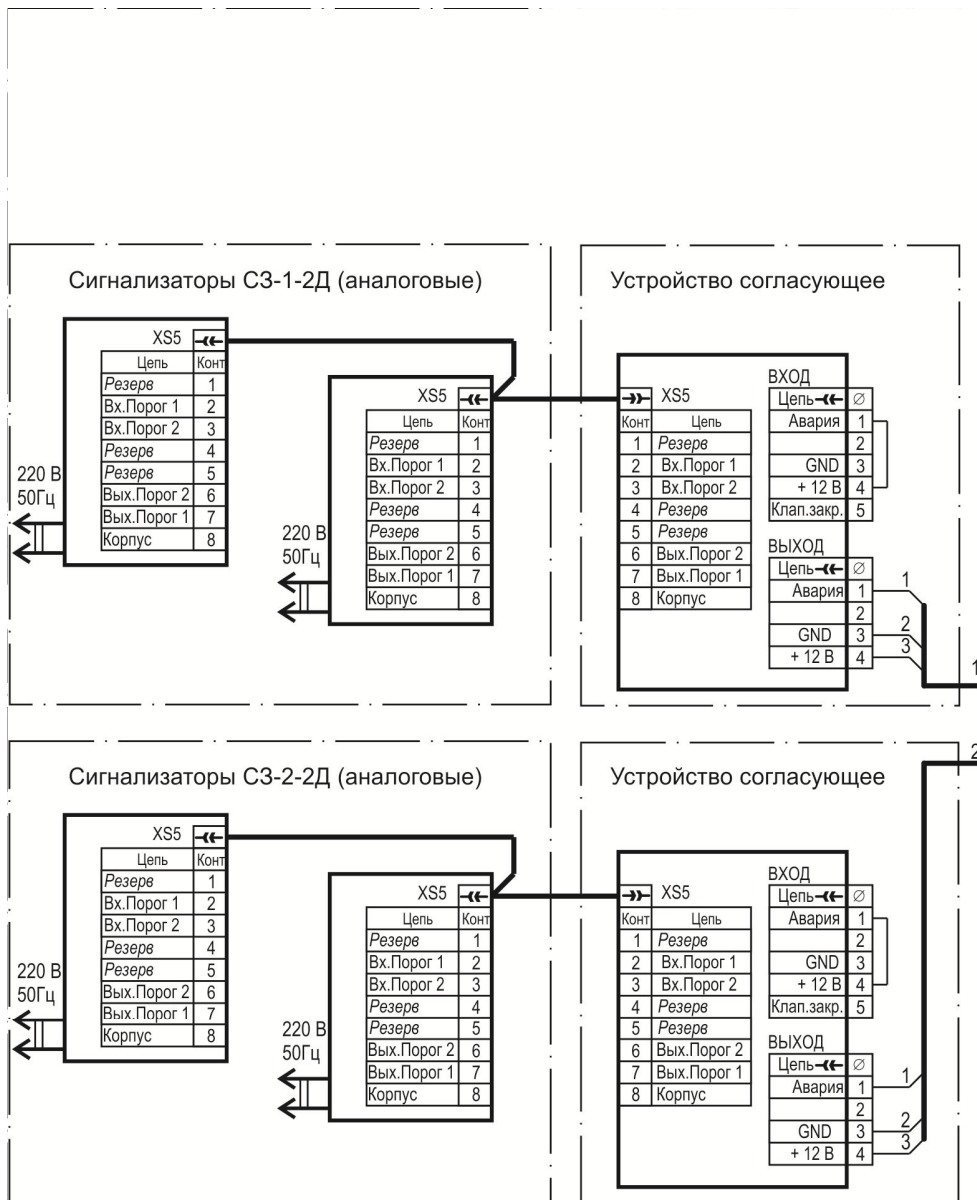 Сигнализаторы СЗ-1-2Д (аналоговые)
XS5
Цепь Конт
Резерв 1
Вх.Порог 1 2
Вх.Порог 2 3
Резерв 4
Резерв 5
Вых.Порог 2 6
Вых.Порог 1 7
Корпус 8
220 В
50Гц
XS5
Цепь Конт
Резерв 1
Вх.Порог 1 2
Вх.Порог 2 3
Резерв 4
Резерв 5
Вых.Порог 2 6
Вых.Порог 1 7
Корпус 8
220 В
50Гц
Устройство согласующее
XS5
Конт Цепь
1 Резерв
2 Вх.Порог 1
3 Вх.Порог 2
4 Резерв
5 Резерв
6 Вых.Порог 2
7 Вых.Порог 1
8 Корпус
ВХОД
Цепь ∅
Авария 1
2
GND 3
+ 12 В 4
Клап.закр. 5
ВЫХОД
Цепь ∅
Авария 1
2
GND 3
+ 12 В 4
1
2
3
1
Сигнализаторы СЗ-2-2Д (аналоговые)
XS5
Цепь Конт
Резерв 1
Вх.Порог 1 2
Вх.Порог 2 3
Резерв 4
Резерв 5
Вых.Порог 2 6
Вых.Порог 1 7
Корпус 8
220 В
50Гц
XS5
Цепь Конт
Резерв 1
Вх.Порог 1 2
Вх.Порог 2 3
Резерв 4
Резерв 5
Вых.Порог 2 6
Вых.Порог 1 7
Корпус 8
220 В
50Гц
Устройство согласующее
2
XS5
Конт Цепь
1 Резерв
2 Вх.Порог 1
3 Вх.Порог 2
4 Резерв
5 Резерв
6 Вых.Порог 2
7 Вых.Порог 1
8 Корпус
ВХОД
Цепь ∅
Авария 1
2
GND 3
+ 12 В 4
Клап.закр. 5
ВЫХОД
Цепь ∅
Авария 1
2
GND 3
+ 12 В 4
1
2
3